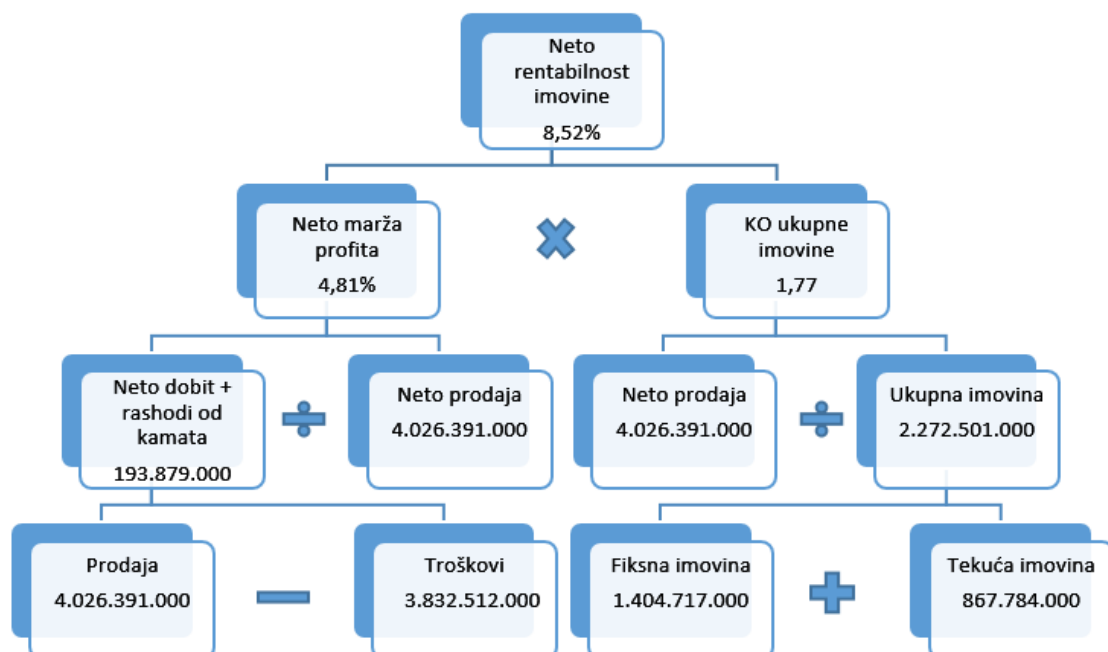 Neto
rentabilnost
imovine
8,52%
Neto marža
profita
4,81%
KO ukupne
imovine
1,77
Neto dobit +
rashodi od
kamata
193.879.000
Neto prodaja
4.026.391.000
Neto prodaja
4.026.391.000
Ukupna imovina
2.272.501.000
Prodaja
4.026.391.000
Troškovi
3.832.512.000
Fiksna imovina
1.404.717.000
Tekuća imovina
867.784.000